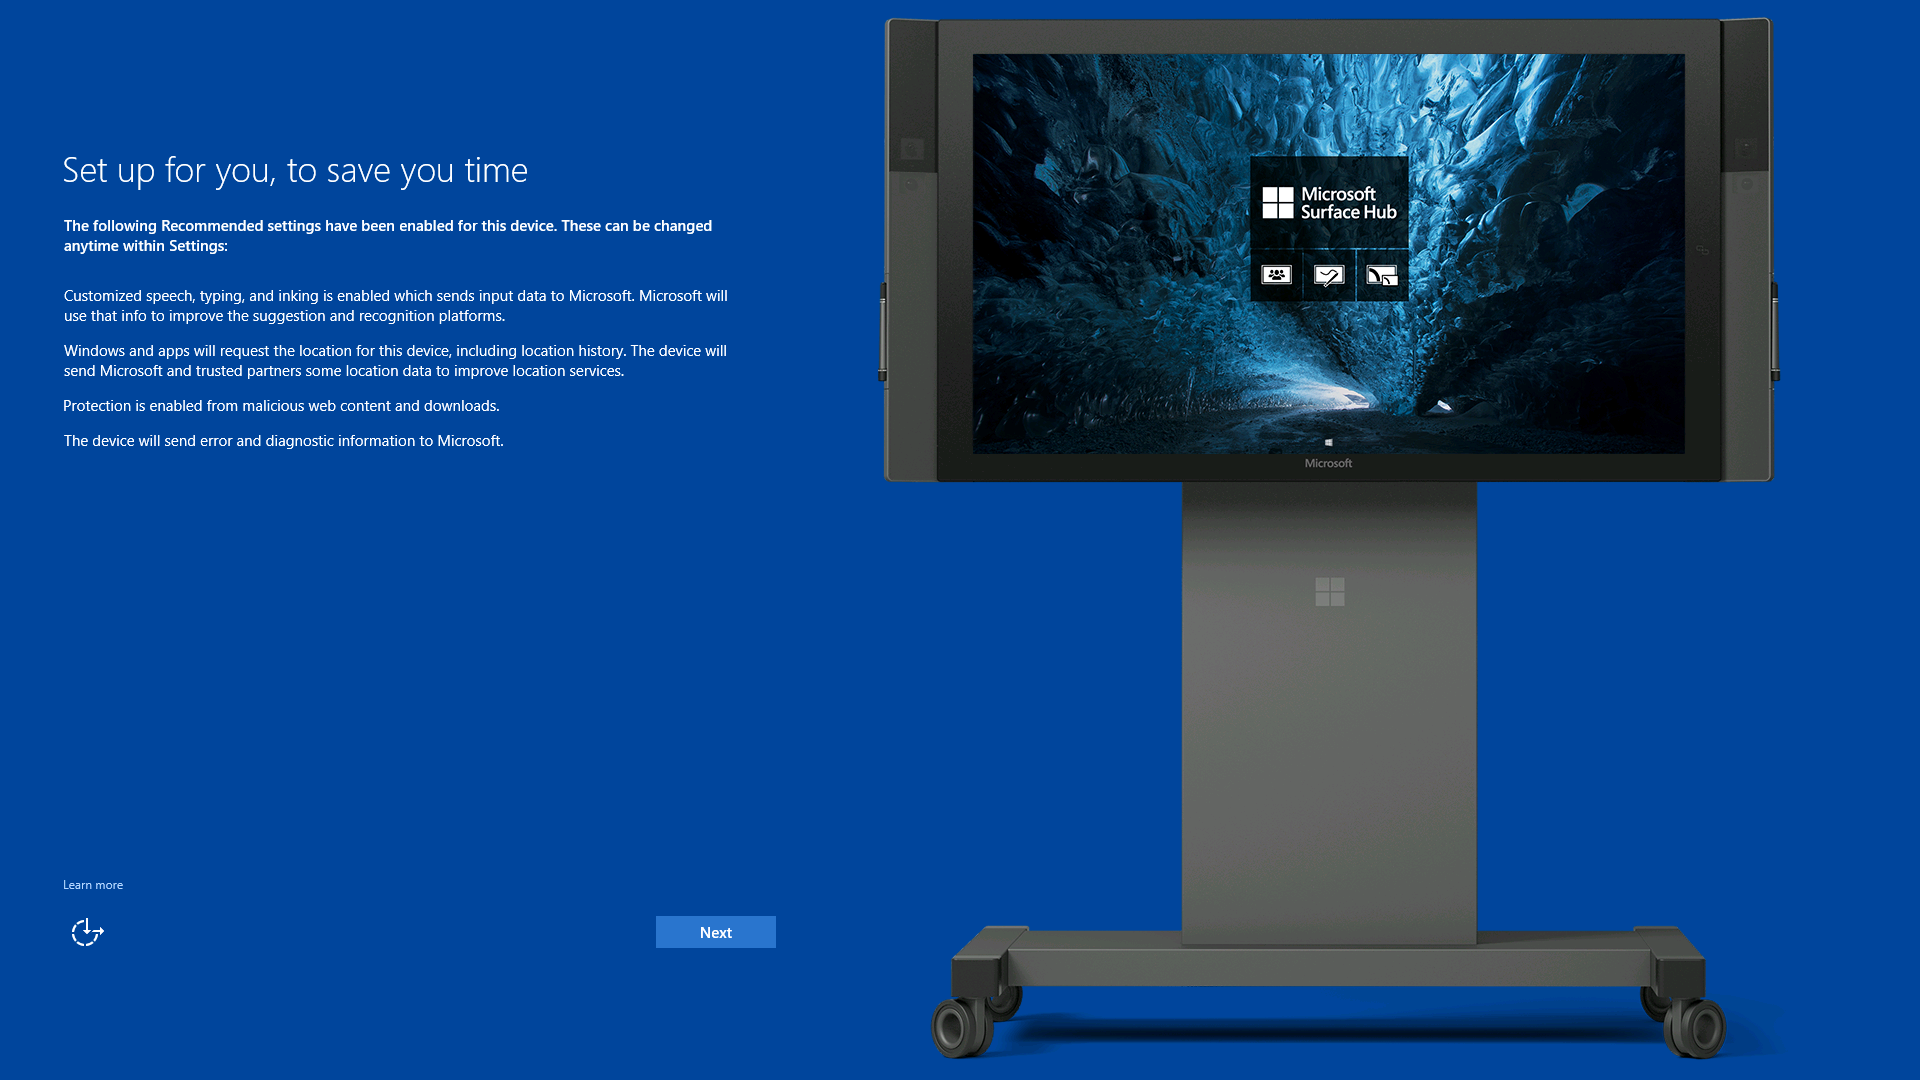 Set up for you, to save you time
The following Recommended settings have been enabled for this device. These can be changed
anytime within Settings:
Customized speech, typing, and inking is enabled which sends input data to Microsoft. Microsoft will
use that info to improve the suggestion and recognition platforms.
Windows and apps will request the location for this device, including location history. The device will
send Microsoft and trusted partners some location data to improve location services.
Protection is enabled from malicious web content and downloads.
The device will send error and diagnostic information to Microsoft.
Learn more
Next
Microsoft
Surface Hub
Microsoft